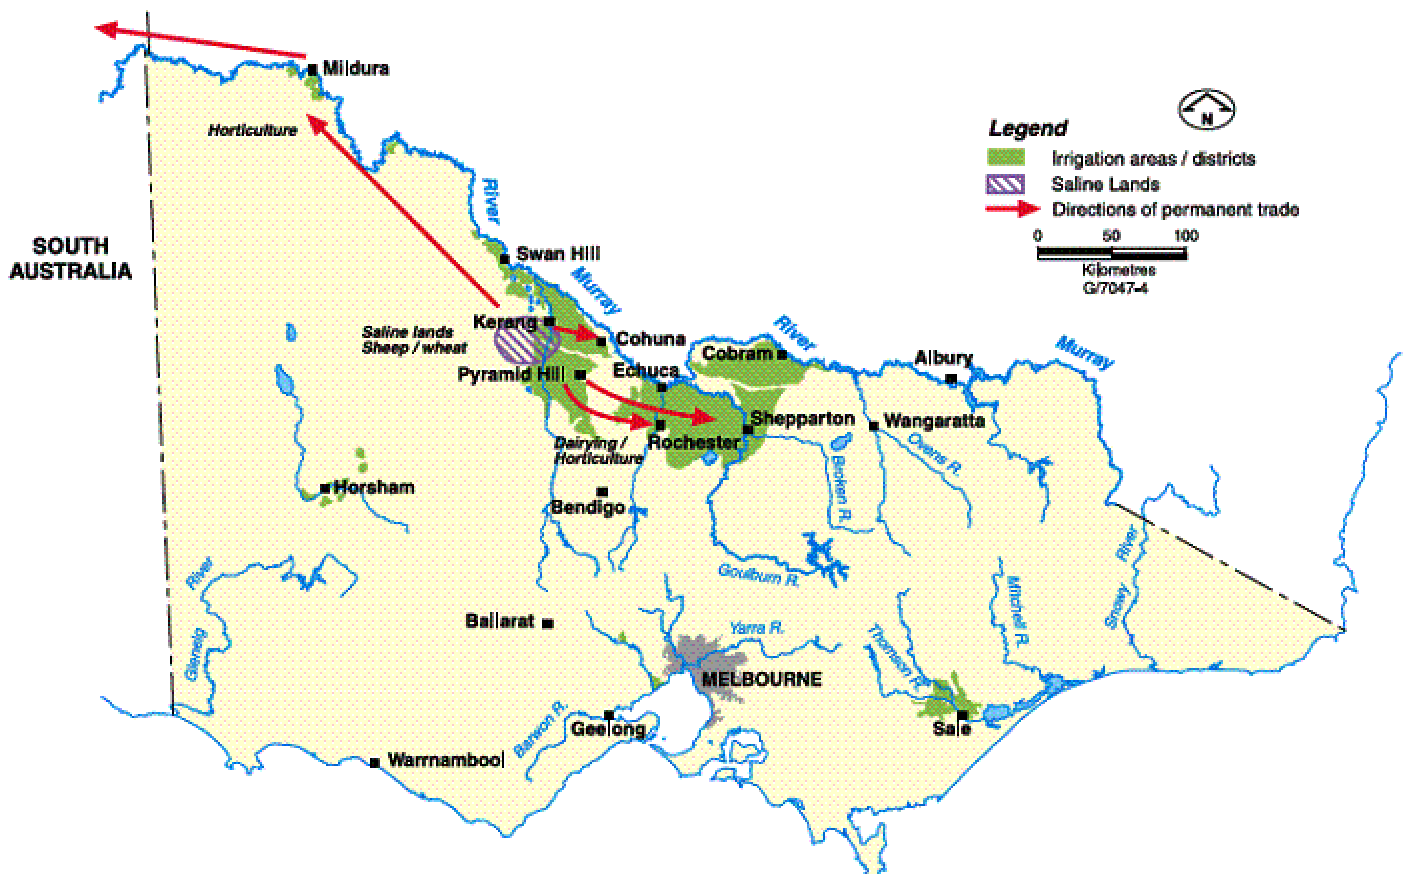 Mildura
Horticulture
N
Legend
Irrigation areas / districts
Saline Lands
Directions of permanent trade
0 50 100
Kilometres
G/7047-4
SOUTH
AUSTRALIA
River
Swan Hill
Murray
Kerang
Saline lands
Sheep / wheat
Cohuna
Cobram
River
Albury
Murray
Pyramid Hill
Echuca
Shepparton
Wangaratta
Rochester
Dairying /
Horticulture
Ovens R.
Broken R.
Horsham
Bendigo
Goulburn R.
River
Glenelg
Mitchell R.
River
Snowy
Ballarat
Yarra R.
Thomson R.
MELBOURNE
Barwon R.
Geelong
Sale
Warrnambool